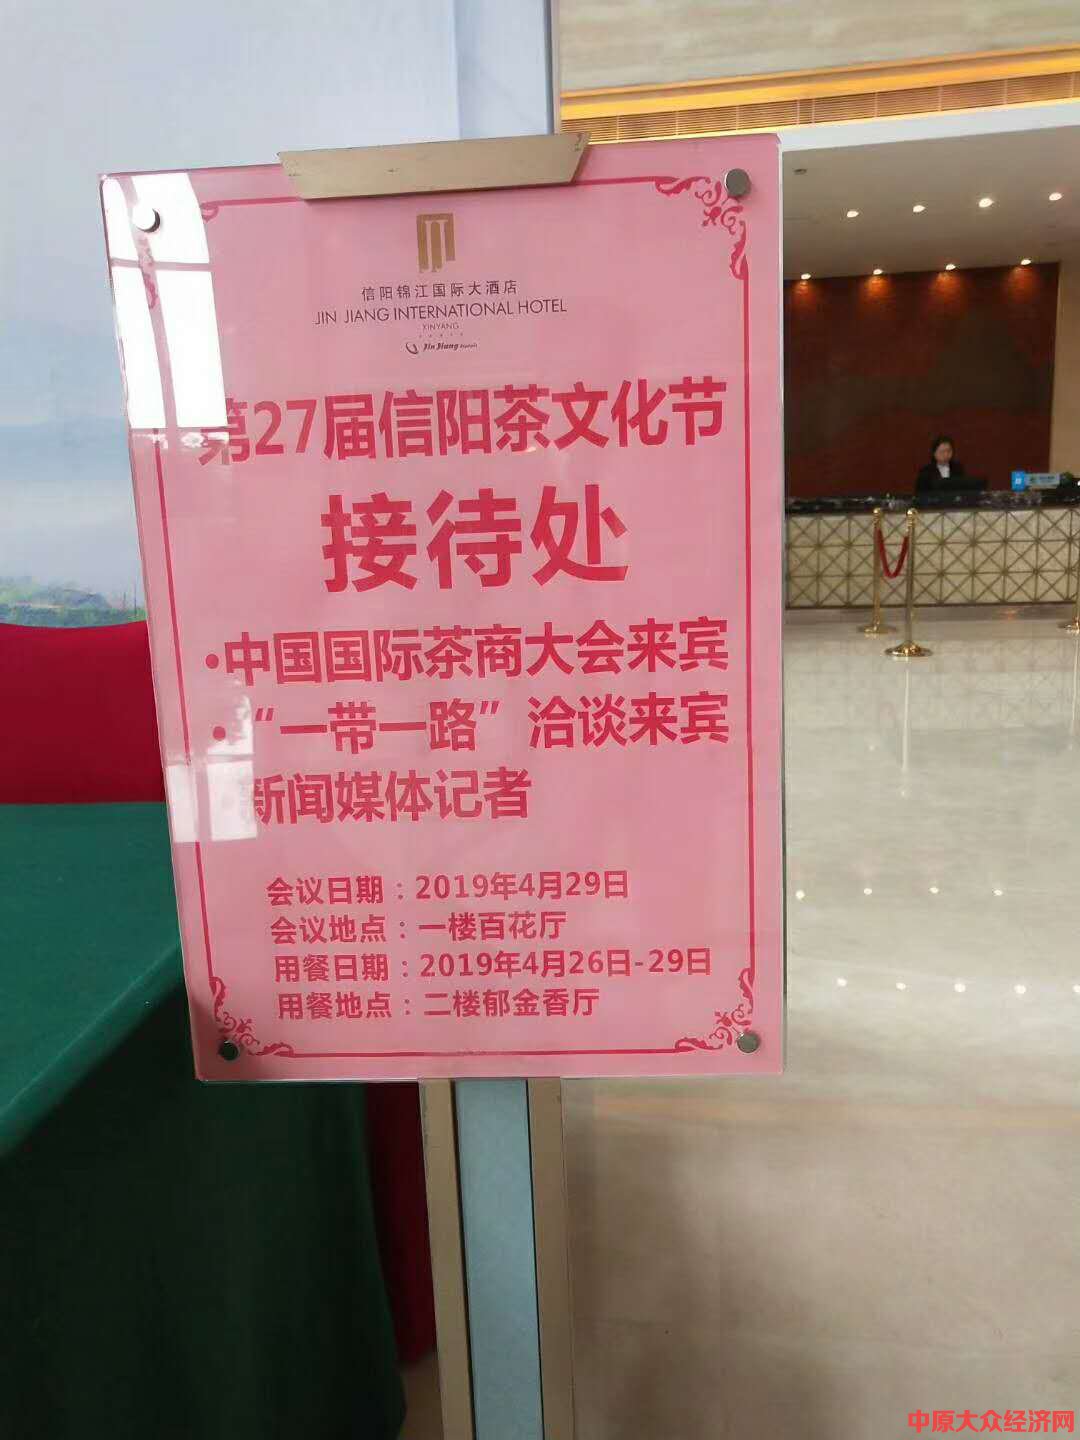 信阳锦江国际大酒店
JIN JIANG INTERNATIONAL HOTEL
XINYANG
Jin Jiang Hotels
第27届信阳茶文化节
接待处
•中国国际茶商大会来宾
•“一带一路”洽谈来宾
•新闻媒体记者
会议日期：2019年4月29日
会议地点：一楼百花厅
用餐日期：2019年4月26日-29日
用餐地点：二楼郁金香厅
中原大众经济网